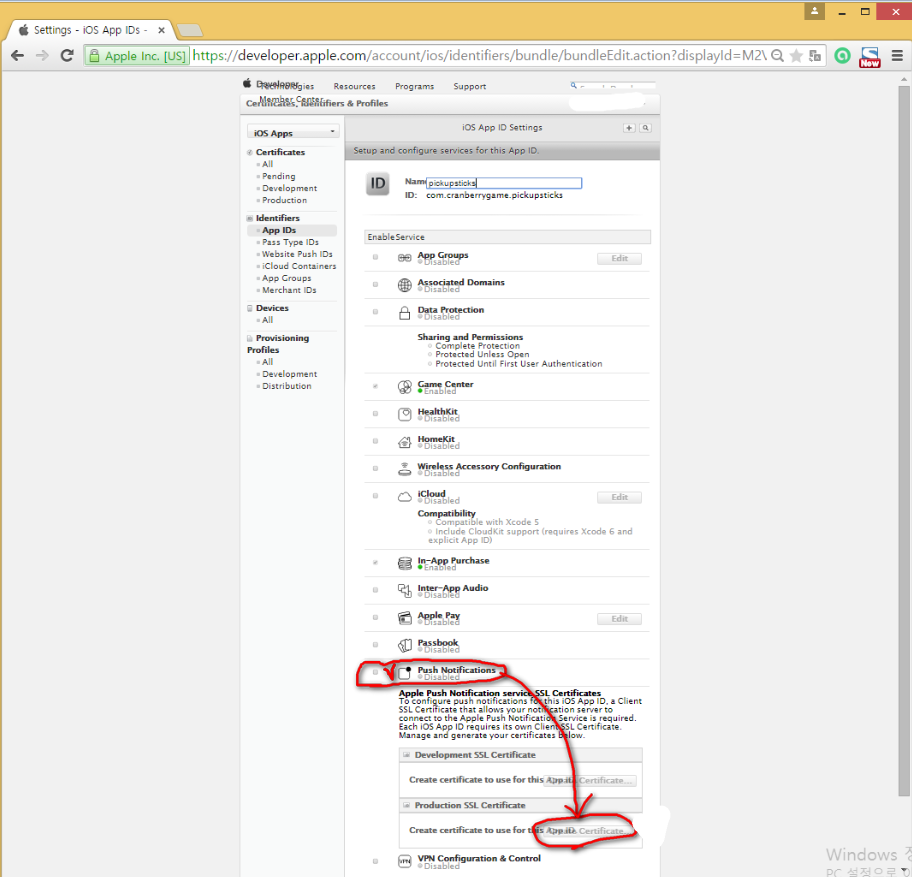 Settings - iOS App IDs -
Apple Inc. [US]
https://developer.apple.com/account/ios/identifiers/bundle/bundleEdit.action?displayId=M2V
New
Developer
Technologies
Resources
Programs
Support
Member Center
Certificates, Identifiers & Profiles
iOS Apps
Certificates
All
Pending
Development
Production
Identifiers
App IDs
Pass Type IDs
Website Push IDs
iCloud Containers
App Groups
Merchant IDs
Devices
All
Provisioning
Profiles
All
Development
Distribution
iOS App ID Settings
Setup and configure services for this App ID.
ID
Name
pickupsticks
ID: com.cranberrygame.pickupsticks
Enable Service
App Groups
Disabled
Edit
Associated Domains
Disabled
Data Protection
Disabled
Sharing and Permissions
Complete Protection
Protected Unless Open
Protected Until First User Authentication
Game Center
Enabled
HealthKit
Disabled
HomeKit
Disabled
Wireless Accessory Configuration
Disabled
iCloud
Disabled
Edit
Compatibility
Compatible with Xcode 5
Include CloudKit support (requires Xcode 6 and
explicit App ID)
In-App Purchase
Enabled
Inter-App Audio
Disabled
Apple Pay
Disabled
Edit
Passbook
Disabled
Push Notifications
Disabled
Apple Push Notification service SSL Certificates
To configure push notifications for this iOS App ID, a Client
SSL Certificate that allows your notification server to
connect to the Apple Push Notification Service is required.
Each iOS App ID requires its own Client SSL Certificate.
Manage and generate your certificates below.
Development SSL Certificate
Create certificate to use for this App ID.
Certificate...
Production SSL Certificate
Create certificate to use for this App ID.
Certificate...
VPN
VPN Configuration & Control
Disabled
Windows 정
PC 설정으로